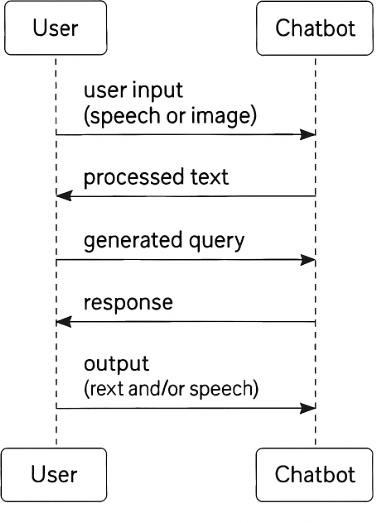 User
Chatbot
user input
(speech or image)
processed text
generated query
response
output
(rext and/or speech)
User
Chatbot